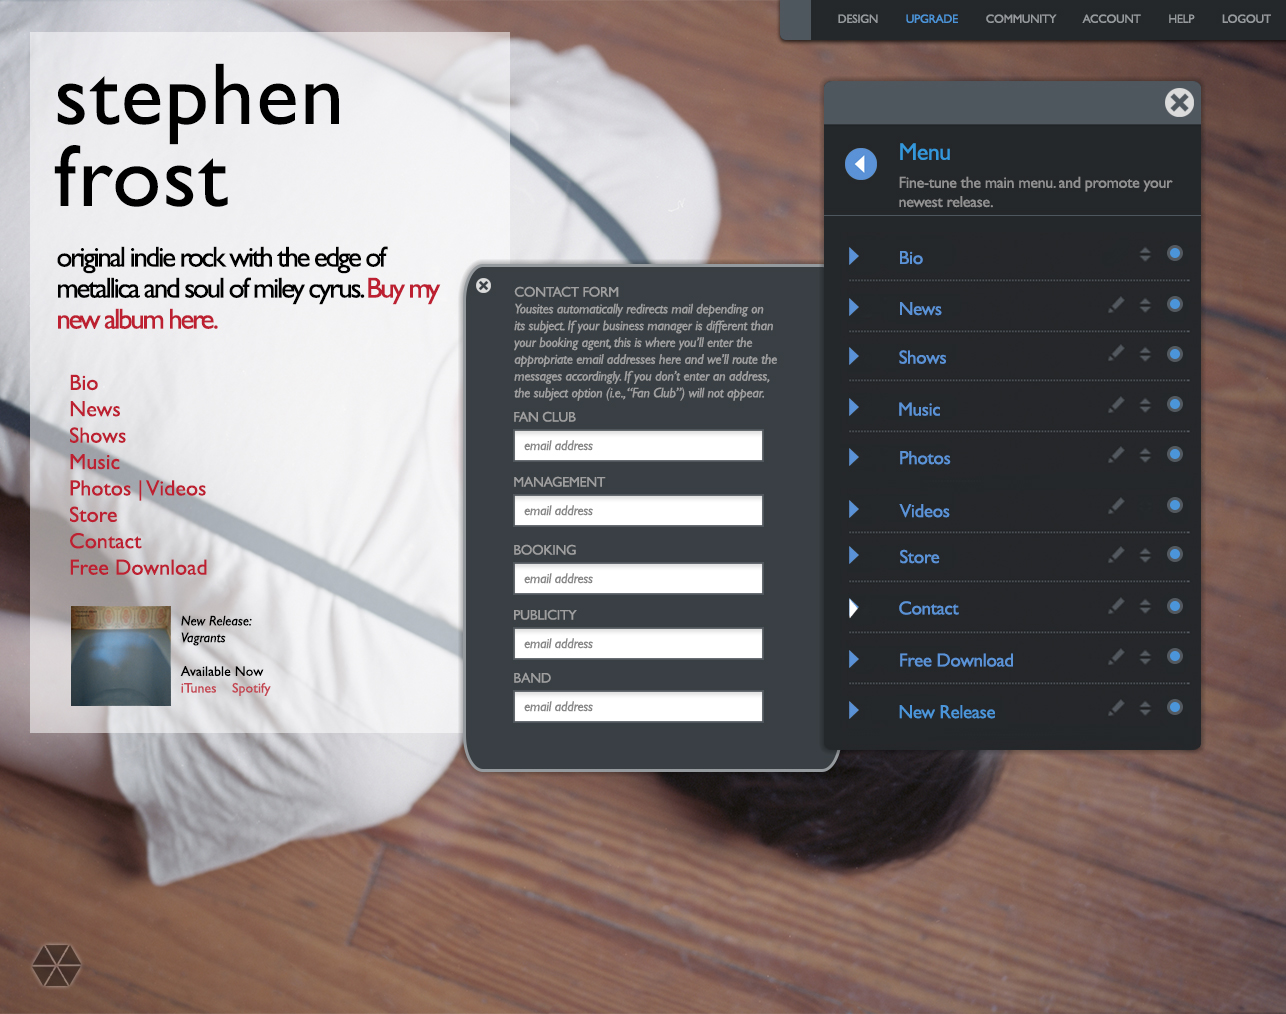 DESIGN UPGRADE COMMUNITY ACCOUNT HELP LOGOUT
stephen
frost
original indie rock with the edge of
metallica and soul of miley cyrus. Buy my
new album here.
Bio
News
Shows
Music
Photos | Videos
Store
Contact
Free Download
New Release:
Vagrants
Available Now
iTunes Spotify
CONTACT FORM
Yousites automatically redirects mail depending on
its subject. If your business manager is different than
your booking agent, this is where you'll enter the
appropriate email addresses here and we'll route the
messages accordingly. If you don't enter an address,
the subject option (i.e., "Fan Club") will not appear.
FAN CLUB
email address
MANAGEMENT
email address
BOOKING
email address
PUBLICITY
email address
BAND
email address
Menu
Fine-tune the main menu. and promote your
newest release.
Bio
News
Shows
Music
Photos
Videos
Store
Contact
Free Download
New Release